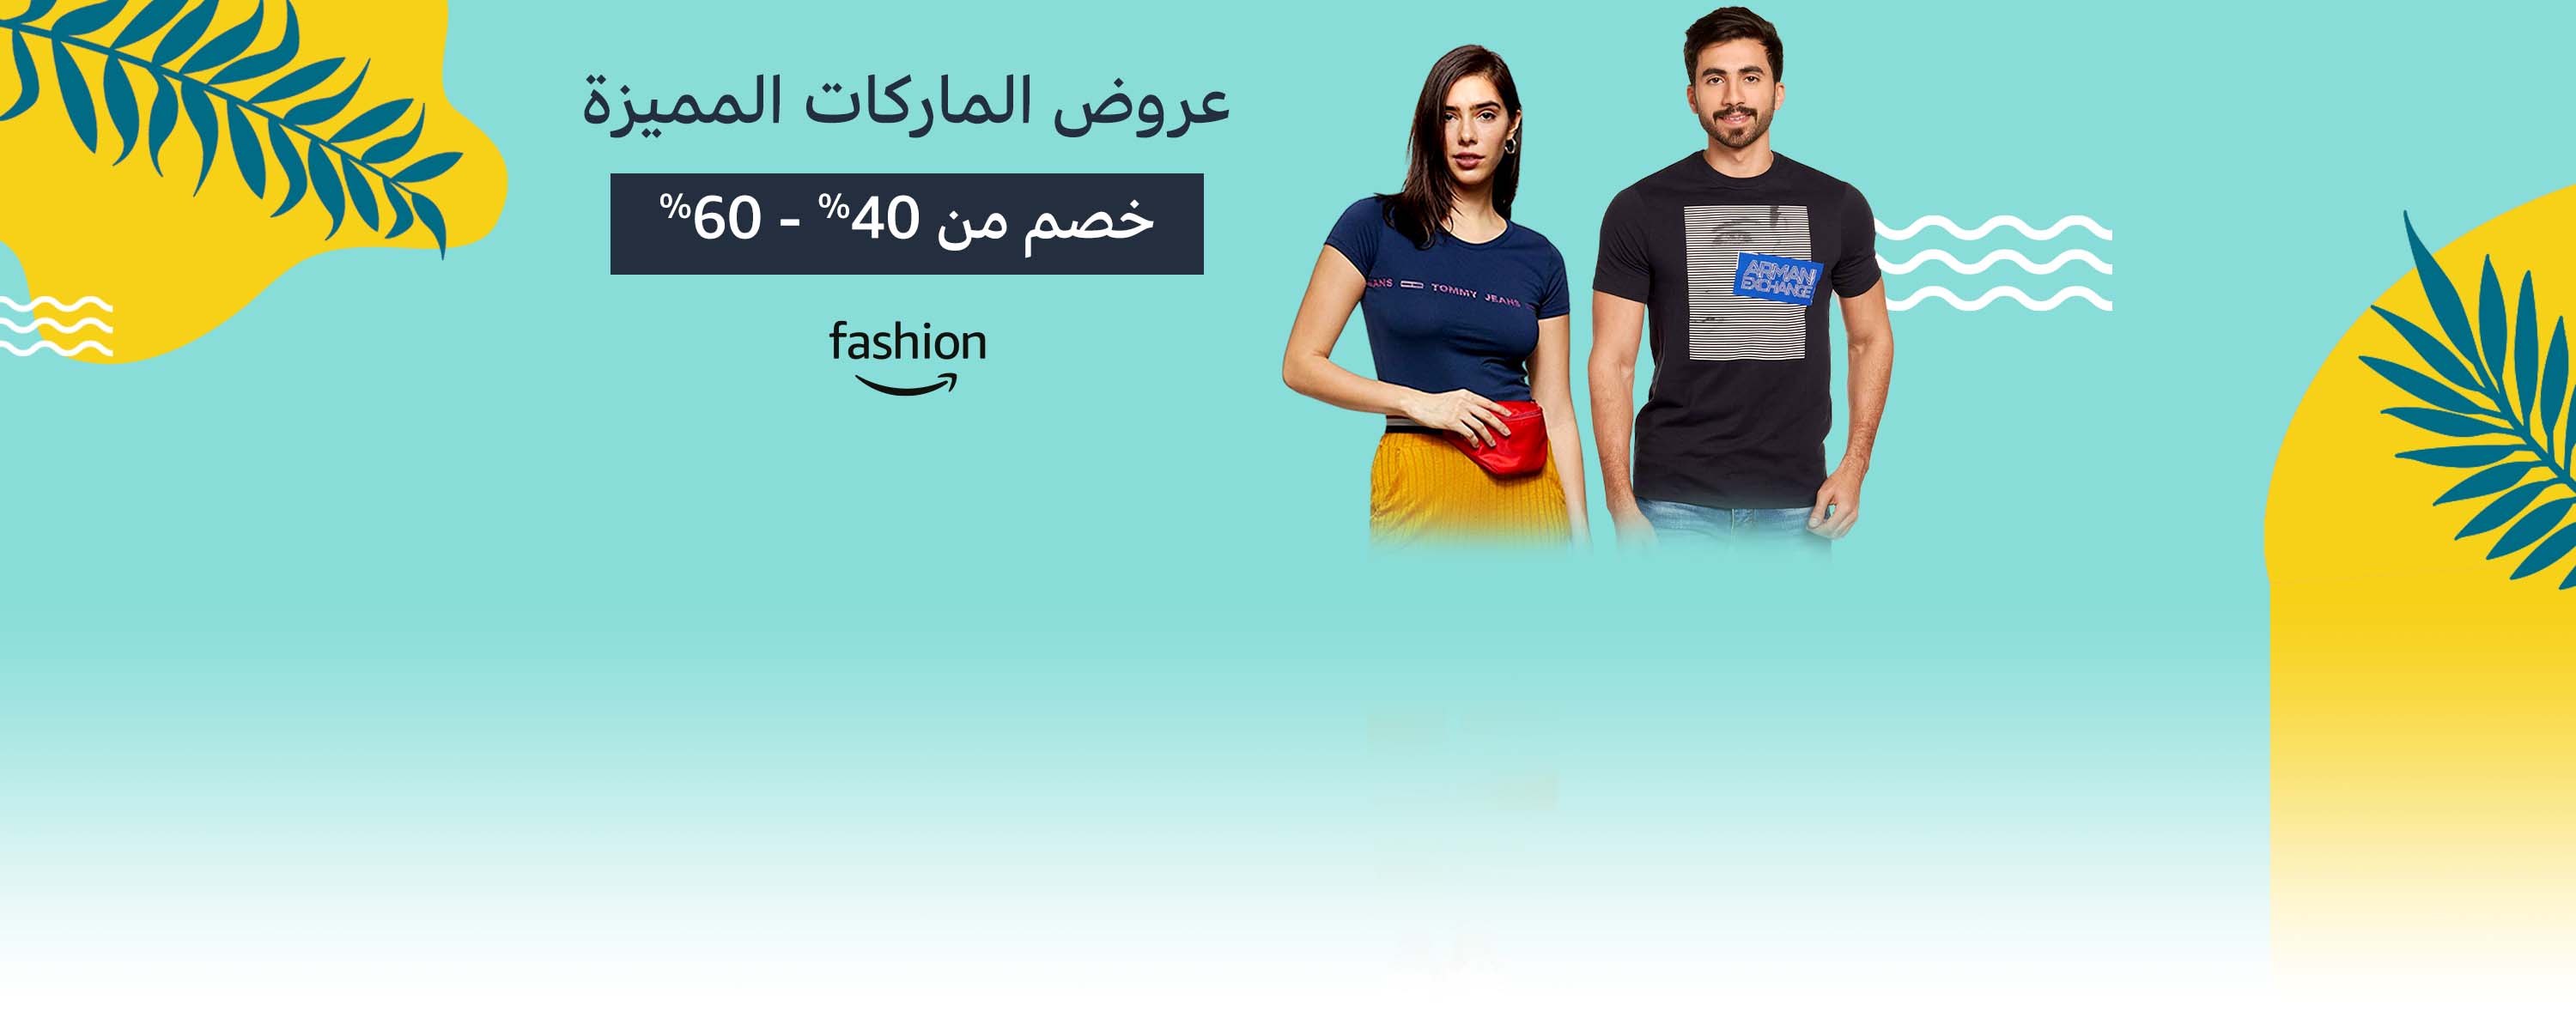 عروض الماركات المميزة
خصم من 40% - 60%
fashion
TOMMY JEANS
ARMANI
EXCHANGE